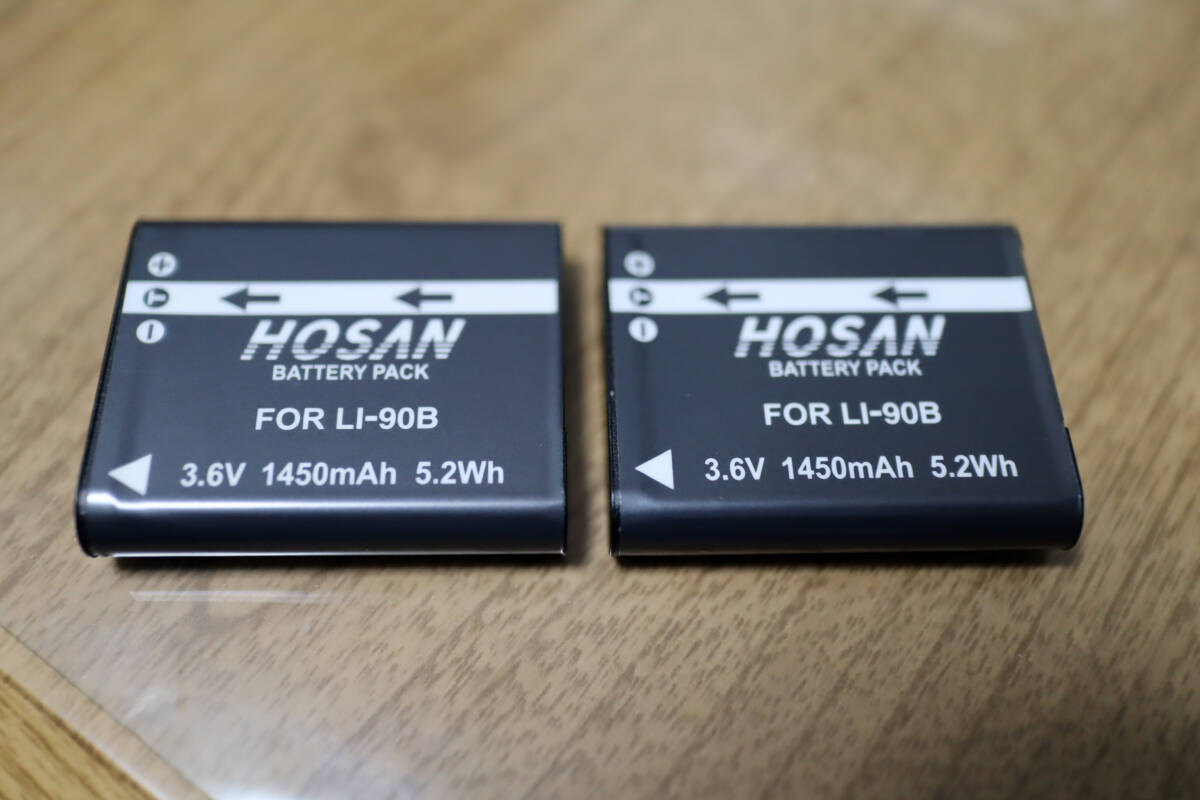 HOSAN
BATTERY PACK
FOR LI-90B
3.6V 1450mAh 5.2Wh
HOSAN
BATTERY PACK
FOR LI-90B
3.6V 1450mAh 5.2Wh